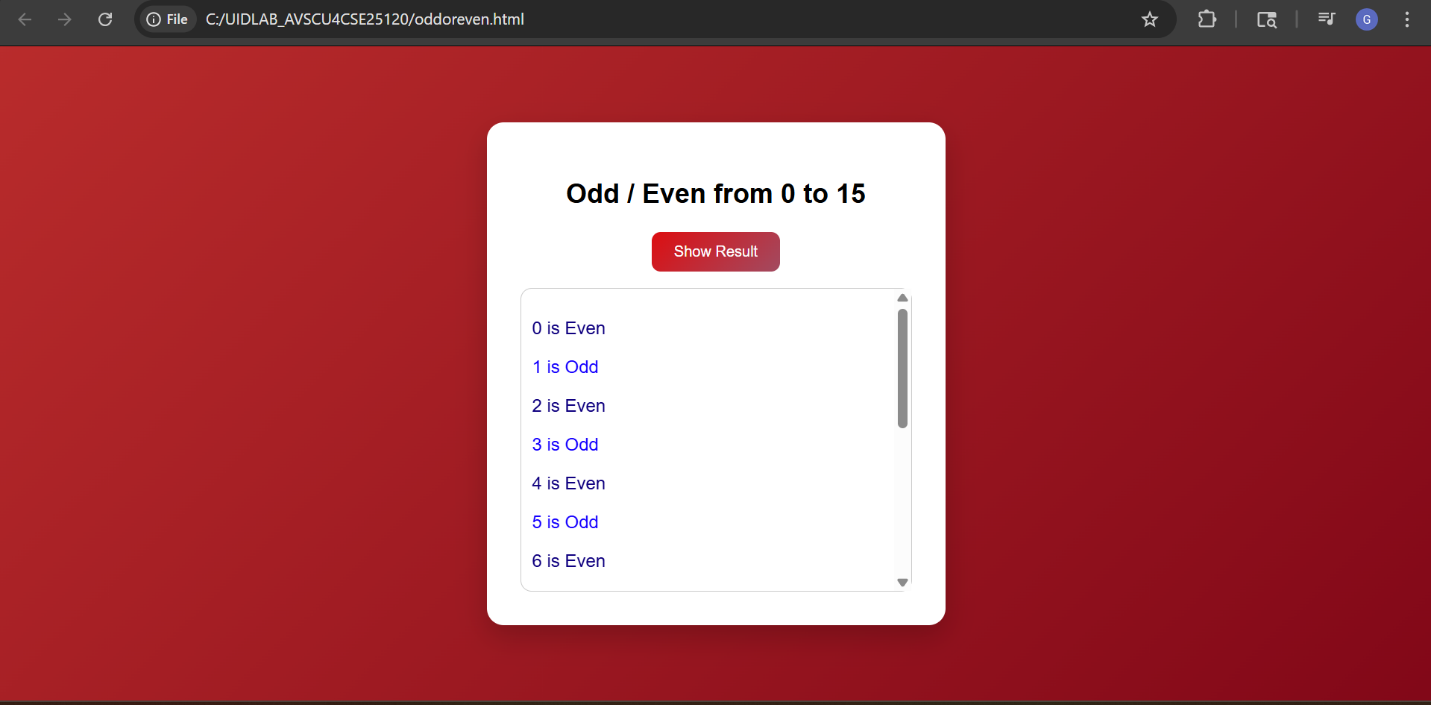 File C:/UIDLAB_AVSCU4CSE25120/oddoreven.html G
Odd / Even from 0 to 15
Show Result
0 is Even
1 is Odd
2 is Even
3 is Odd
4 is Even
5 is Odd
6 is Even